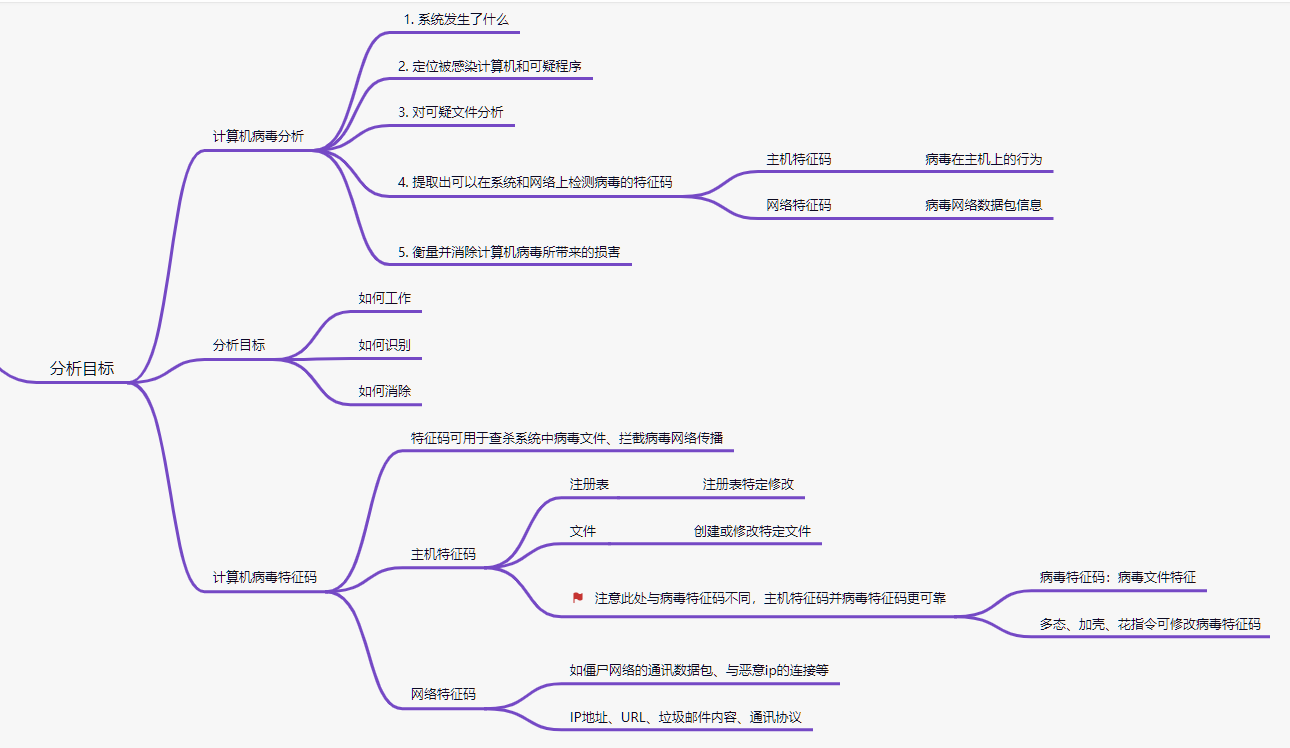 1. 系统发生了什么
2. 定位被感染计算机和可疑程序
3. 对可疑文件分析
计算机病毒分析
4. 提取出可以在系统和网络上检测病毒的特征码
主机特征码
病毒在主机上的行为
网络特征码
病毒网络数据包信息
5. 衡量并消除计算机病毒所带来的损害
分析目标
分析目标
如何工作
如何识别
如何消除
计算机病毒特征码
特征码可用于查杀系统中病毒文件、拦截病毒网络传播
主机特征码
注册表
注册表特定修改
文件
创建或修改特定文件
注意此处与病毒特征码不同，主机特征码并病毒特征码更可靠
病毒特征码：病毒文件特征
多态、加壳、花指令可修改病毒特征码
网络特征码
如僵尸网络的通讯数据包、与恶意ip的连接等
IP地址、URL、垃圾邮件内容、通讯协议